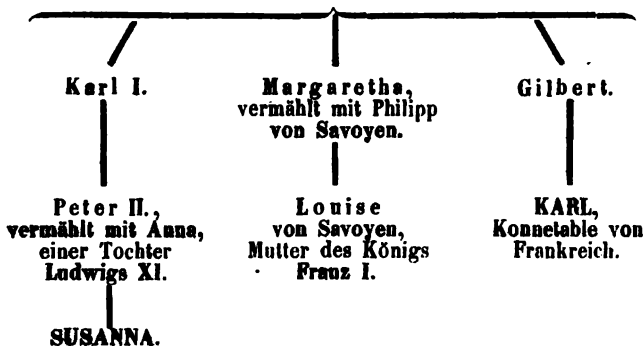 Karl I.
Margaretha,
vermählt mit Philipp
von Savoyen.
Gilbert.
Peter II.,
vermählt mit Anna,
einer Tochter
Ludwigs XI.
SUSANNA.
Louise
von Savoyen,
Mutter des Königs
Franz I.
KARL,
Konnetable von
Frankreich.